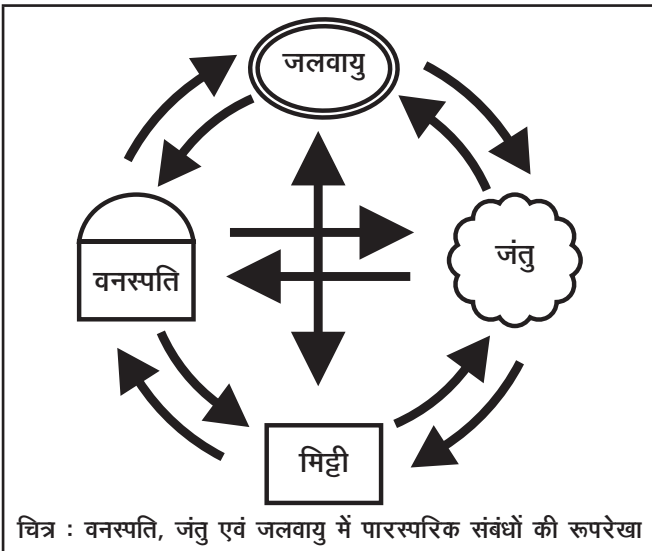 जलवायु
वनस्पति
जंतु
मिट्टी
चित्र : वनस्पति, जंतु एवं जलवायु में पारस्परिक संबंधों की रूपरेखा